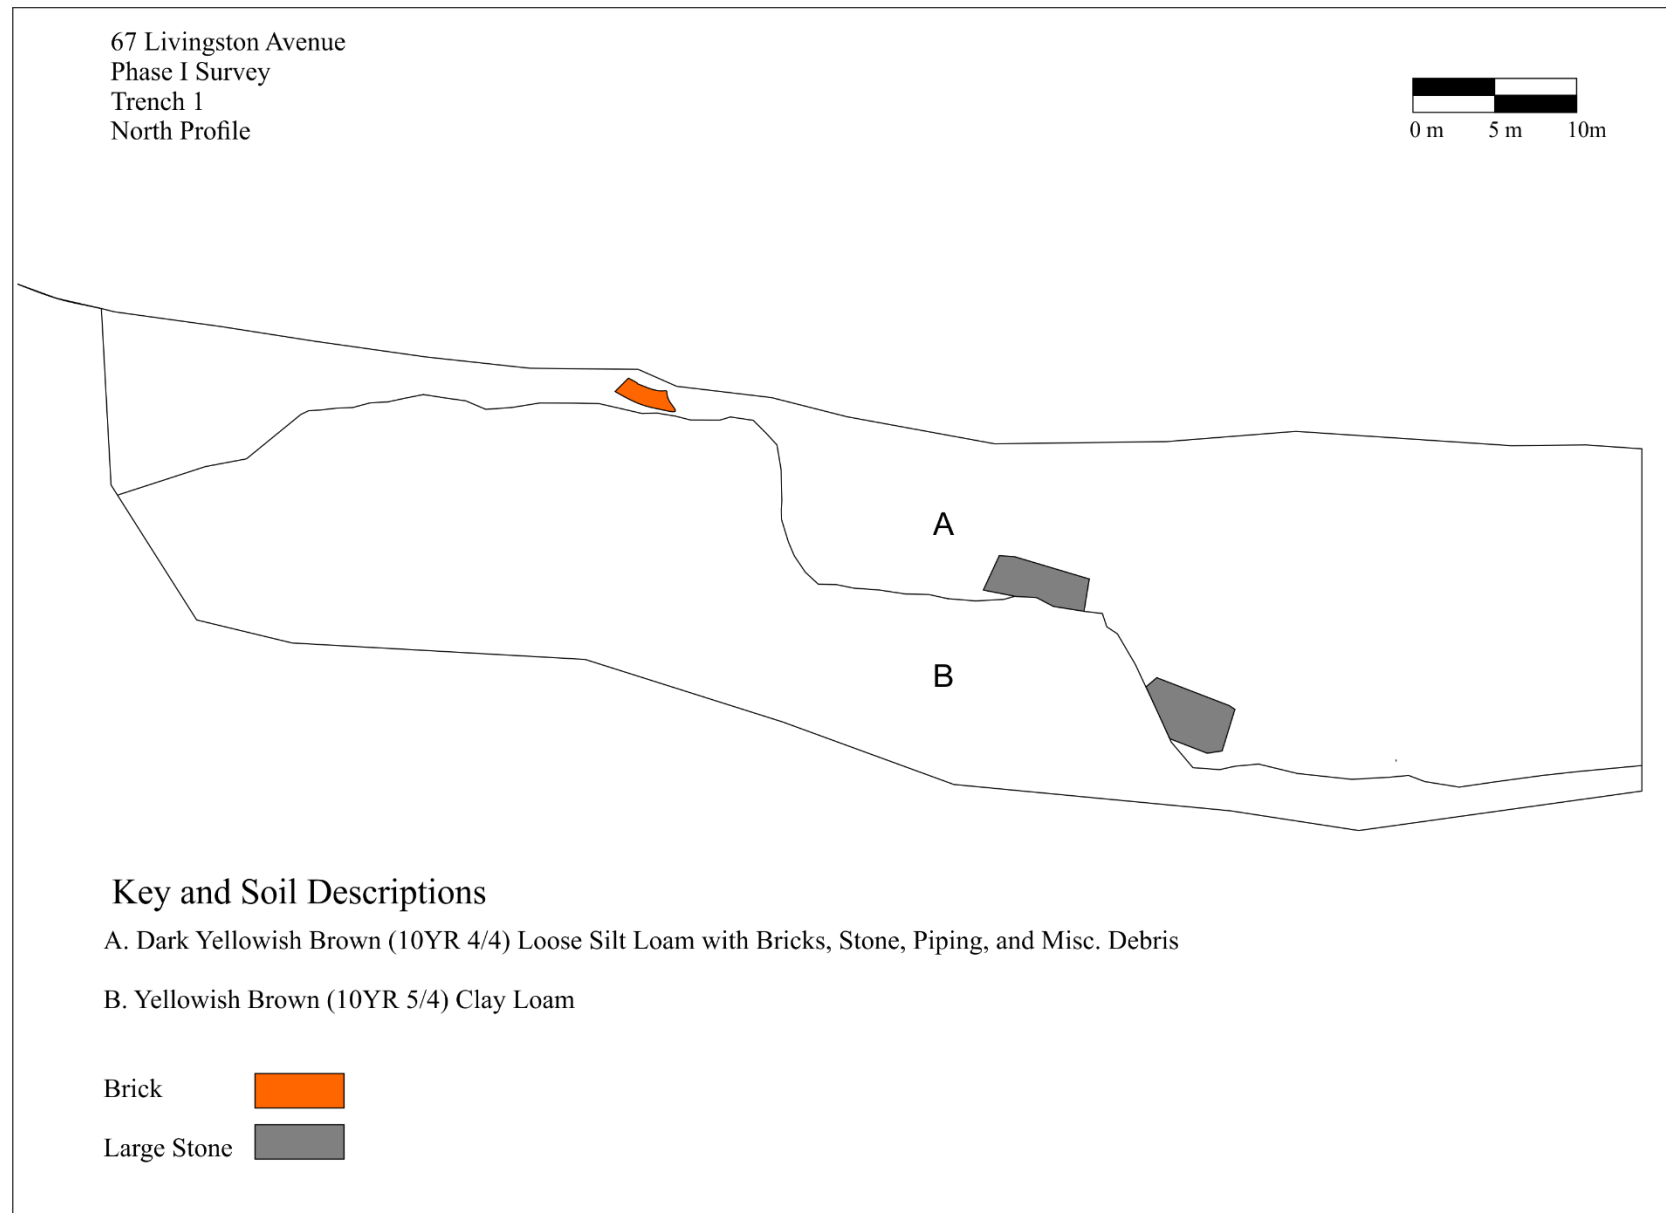 67 Livingston Avenue
Phase I Survey
Trench 1
North Profile
0 m 5 m 10m
A
B
Key and Soil Descriptions
A. Dark Yellowish Brown (10YR 4/4) Loose Silt Loam with Bricks, Stone, Piping, and Misc. Debris
B. Yellowish Brown (10YR 5/4) Clay Loam
Brick
Large Stone